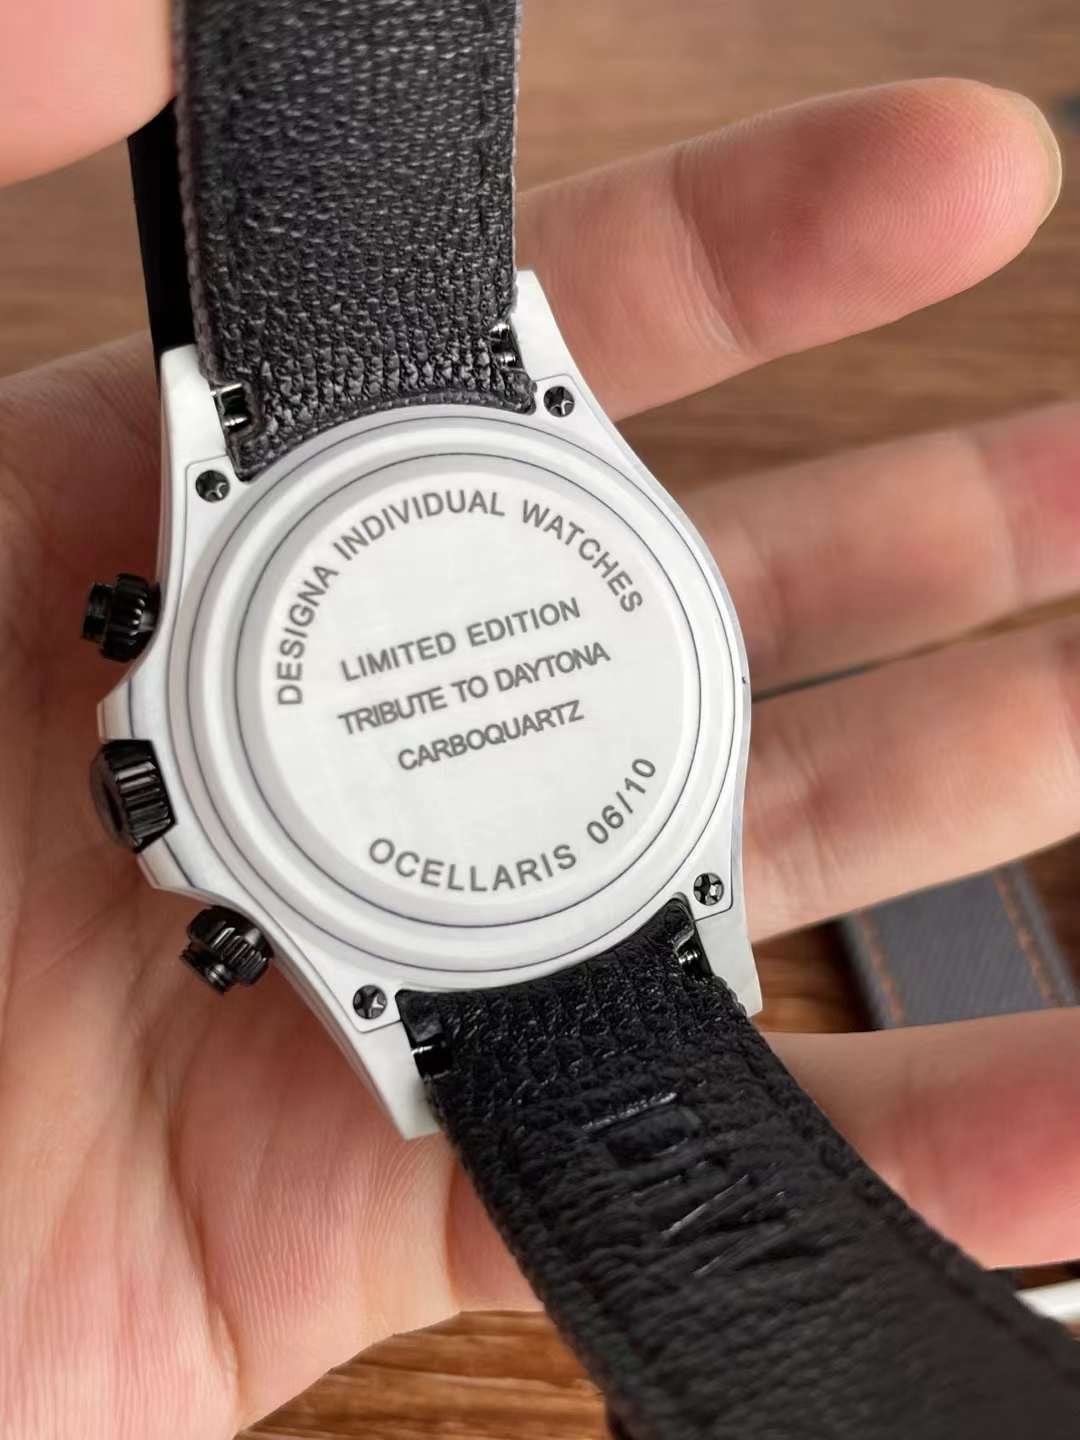 DESIGNA INDIVIDUAL WATCHES
LIMITED EDITION
TRIBUTE TO DAYTONA
CARBOQUARTZ
OCELLARIS 06/10